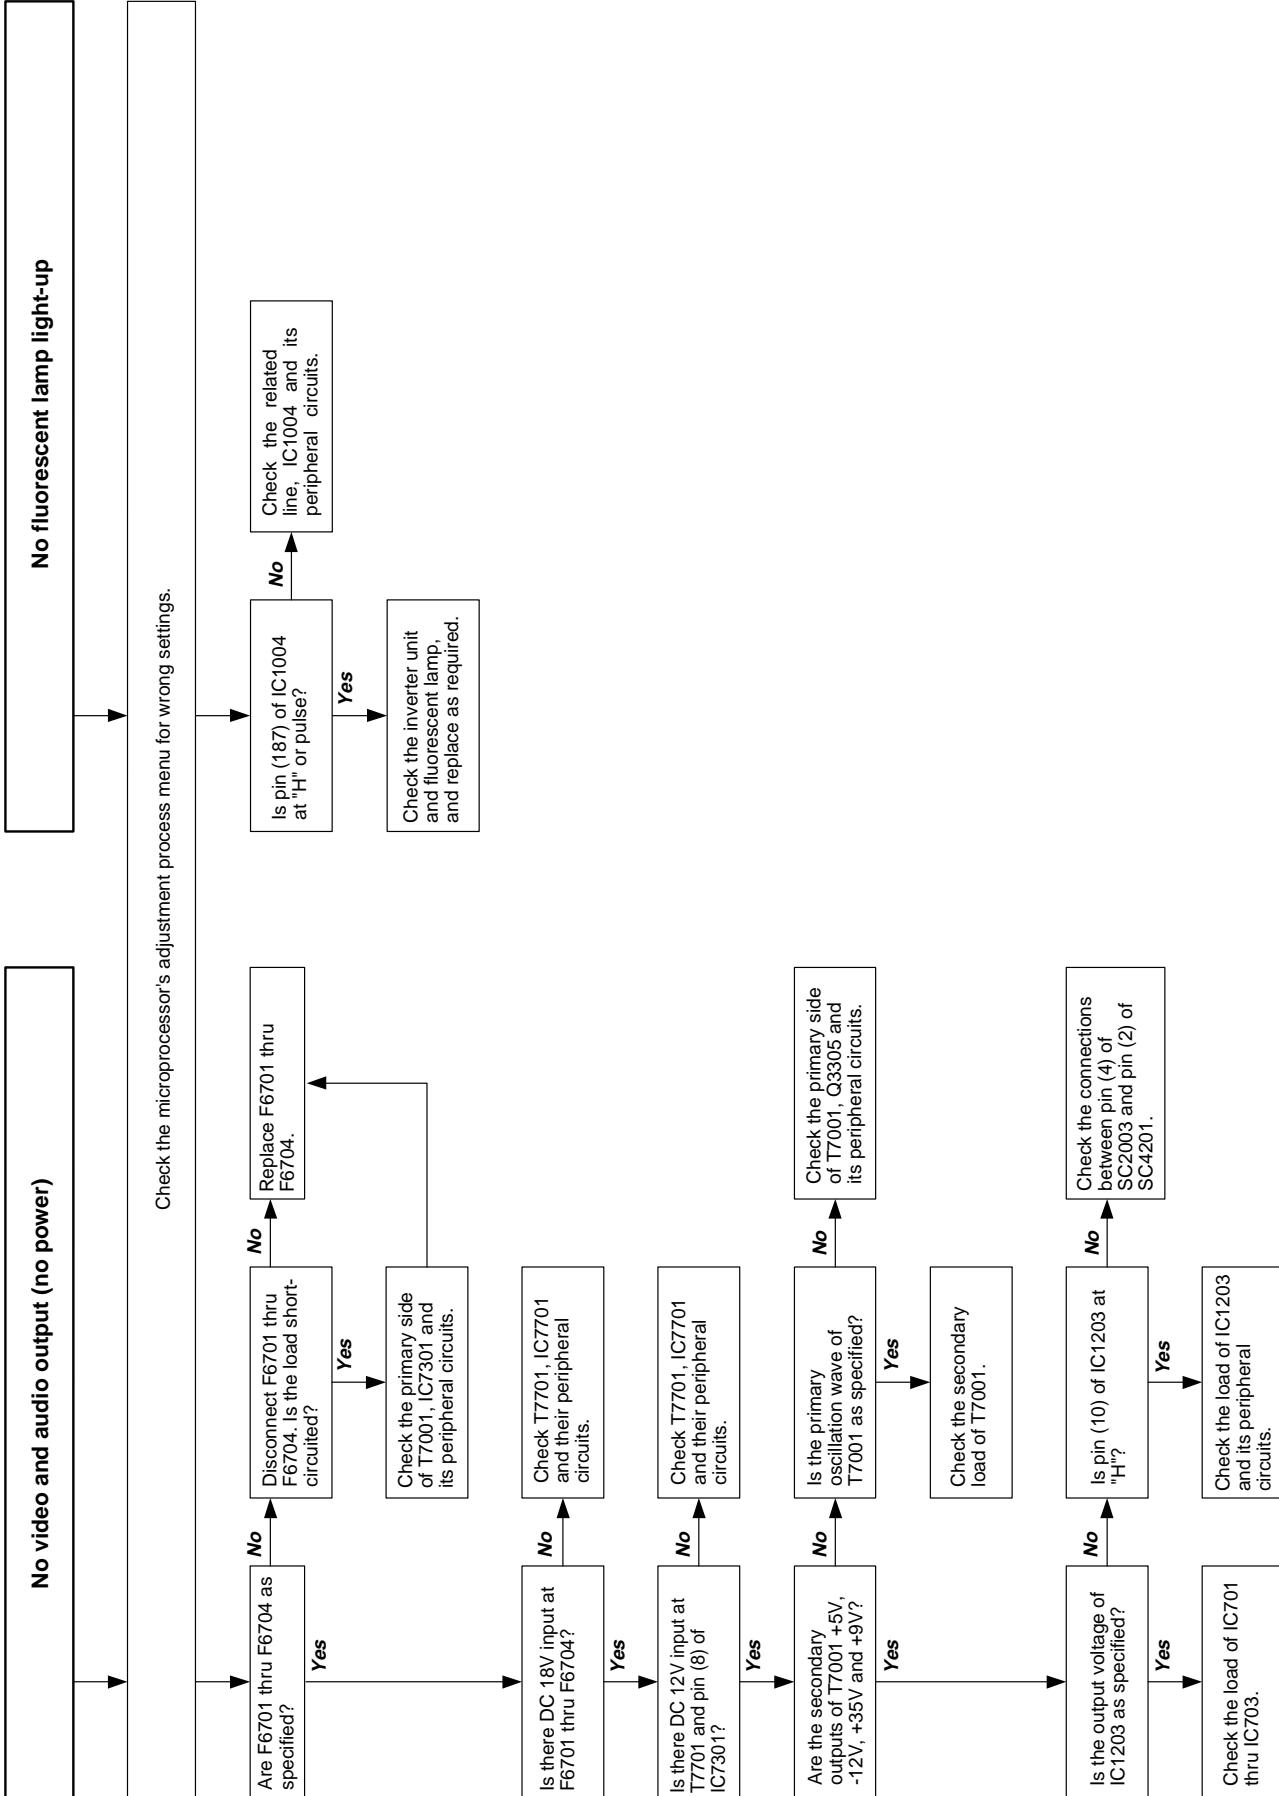 No video and audio output (no power)
No fluorescent lamp light-up
Check the microprocessor's adjustment process menu for wrong settings.
Are F6701 thru F6704 as
specified?
No
Disconnect F6701 thru
F6704. Is the load short-
circuited?
No
Replace F6701 thru
F6704.
Yes
Check the primary side
of T7001, IC7301 and
its peripheral circuits.
Yes
Is there DC 18V input at
F6701 thru F6704?
No
Check T7701, IC7701
and their peripheral
circuits.
Yes
Is there DC 12V input at
T7701 and pin (8) of
IC7301?
No
Check T7701, IC7701
and their peripheral
circuits.
Yes
Are the secondary
outputs of T7001 +5V,
-12V, +35V and +9V?
No
Is the primary
oscillation wave of
T7001 as specified?
No
Check the primary side
of T7001, Q3305 and
its peripheral circuits.
Yes
Check the secondary
load of T7001.
Yes
Is the output voltage of
IC1203 as specified?
No
Is pin (10) of IC1203 at
"H"?
No
Check the connections
between pin (4) of
SC2003 and pin (2) of
SC4201.
Yes
Check the load of IC1203
and its peripheral
circuits.
Yes
Check the load of IC701
thru IC703.
Is pin (187) of IC1004
at "H" or pulse?
No
Check the related
line, IC1004 and its
peripheral circuits.
Yes
Check the inverter unit
and fluorescent lamp,
and replace as required.